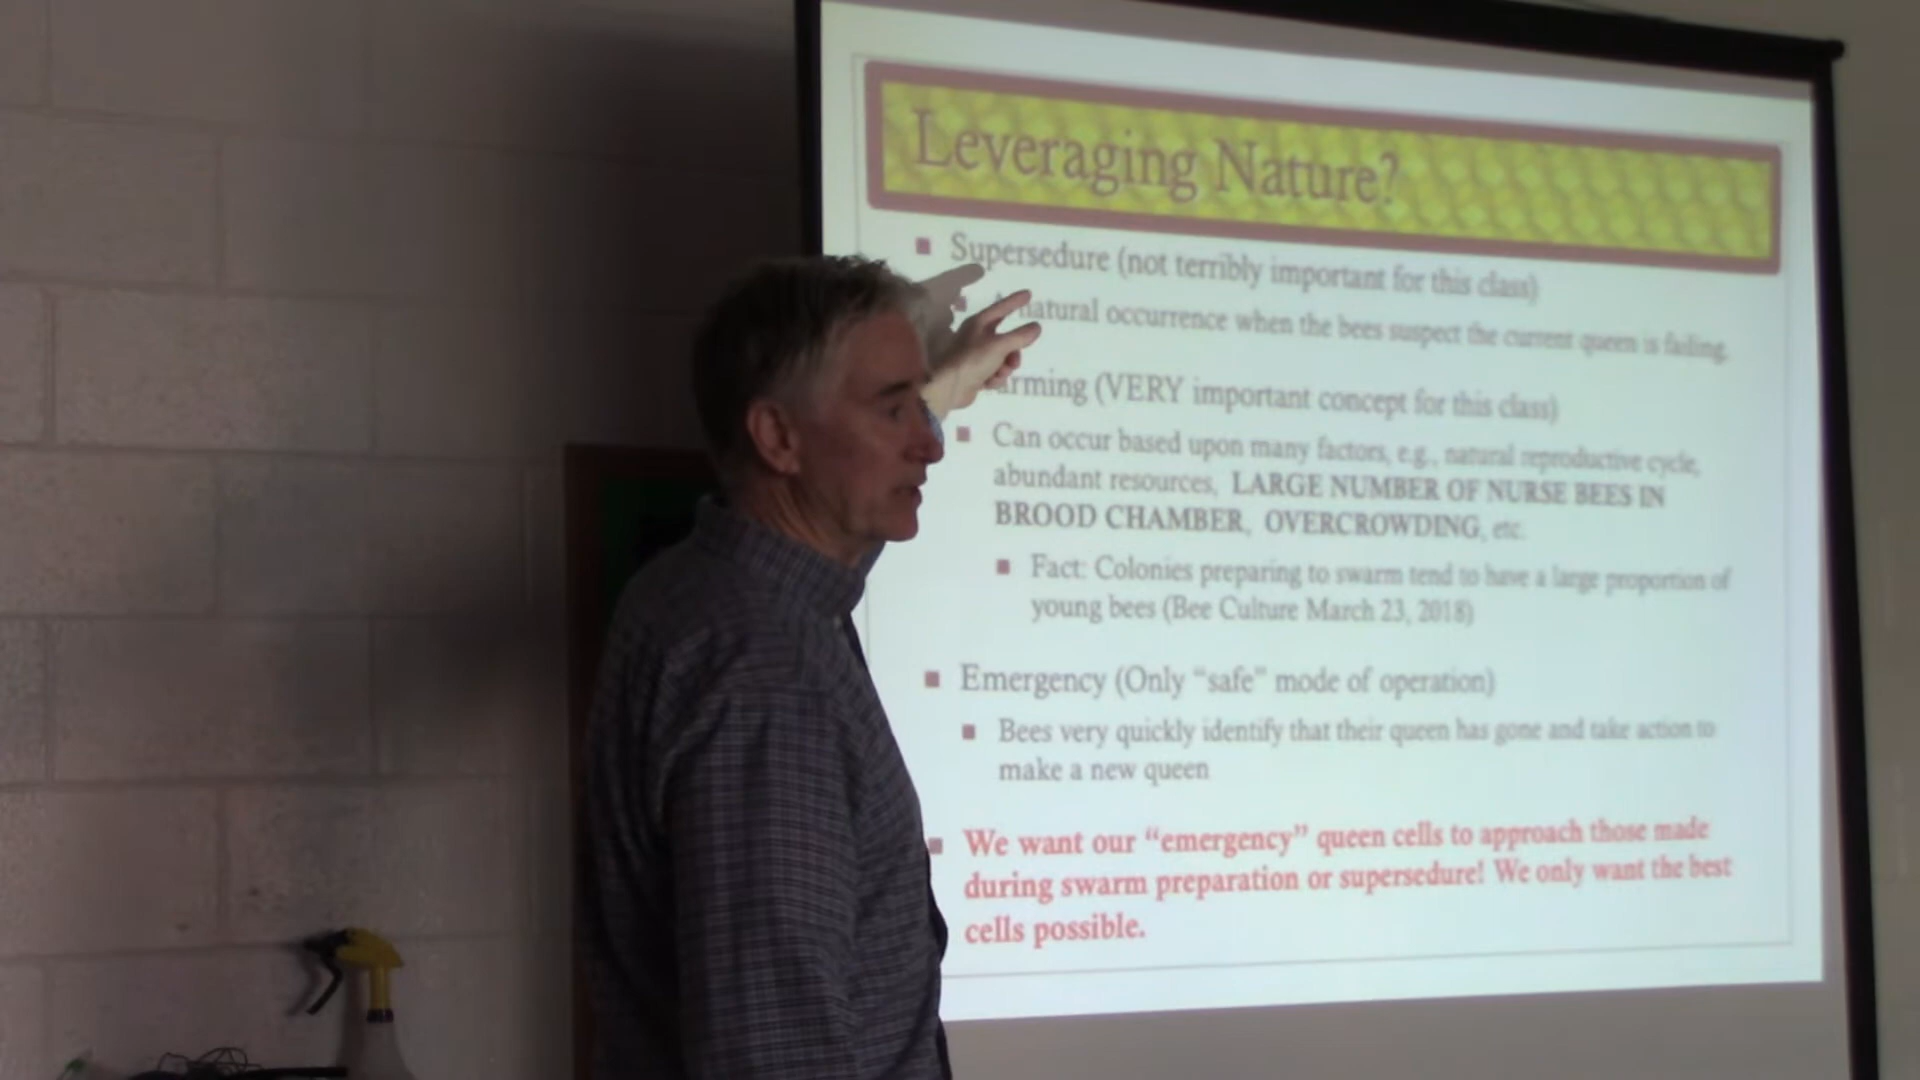 Leveraging Nature?
Supersedure (not terribly important for this class)
natural occurrence when the bees suspect the current queen is failing.
arming (VERY important concept for this class)
Can occur based upon many factors, e.g., natural reproductive cycle,
abundant resources, LARGE NUMBER OF NURSE BEES IN
BROOD CHAMBER, OVERCROWDING, etc.
Fact: Colonies preparing to swarm tend to have a large proportion of
young bees (Bee Culture March 23, 2018)
Emergency (Only “safe” mode of operation)
Bees very quickly identify that their queen has gone and take action to
make a new queen
We want our “emergency” queen cells to approach those made
during swarm preparation or supersedure! We only want the best
cells possible.